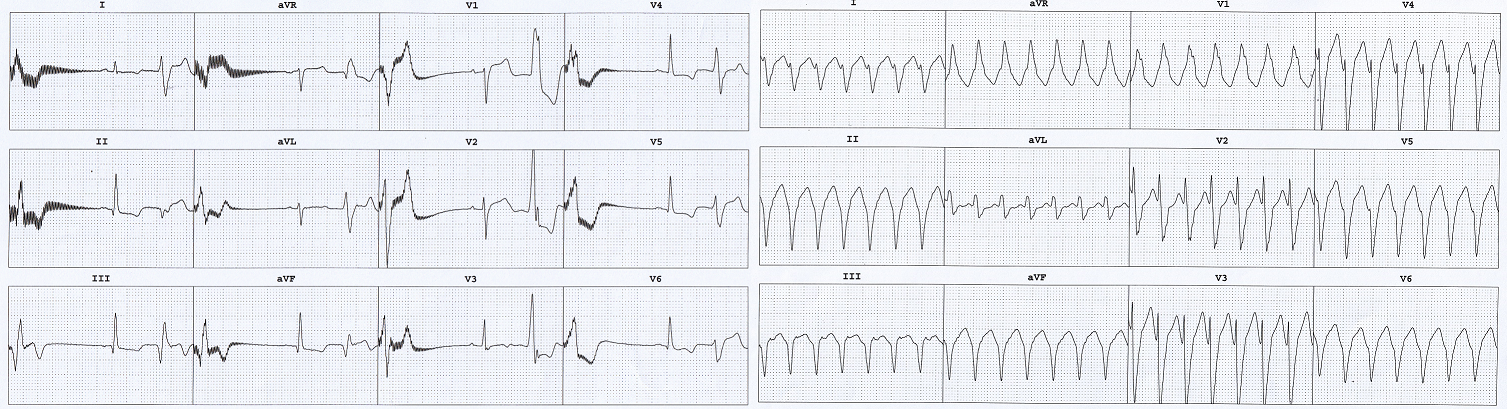 I aVR V1 V4 I aVR V1 V4
II aVL V2 V5 II aVL V2 V5
III aVF V3 V6 III aVF V3 V6